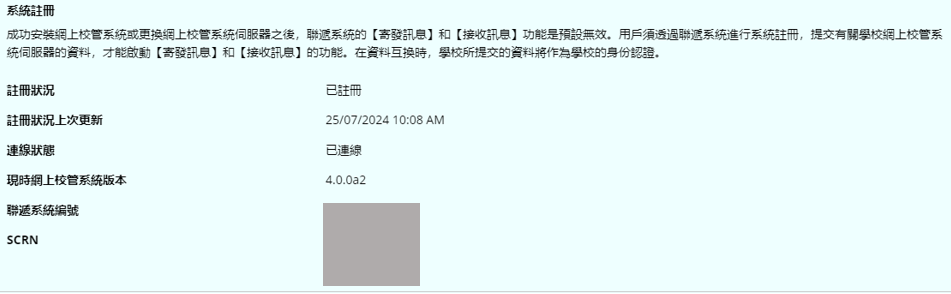 系統註冊
成功安裝網上校管系統或更換網上校管系統伺服器之後，聯遞系統的【寄發訊息】和【接收訊息】功能是預設無效。用戶須透過聯遞系統進行系統註冊，提交有關學校網上校管系
統伺服器的資料，才能啟動【寄發訊息】和【接收訊息】的功能。在資料互換時，學校所提交的資料將作為學校的身份認證。
註冊狀況 已註冊
註冊狀況上次更新 25/07/2024 10:08 AM
連線狀態 已連線
現時網上校管系統版本 4.0.0a2
聯遞系統編號
SCRN